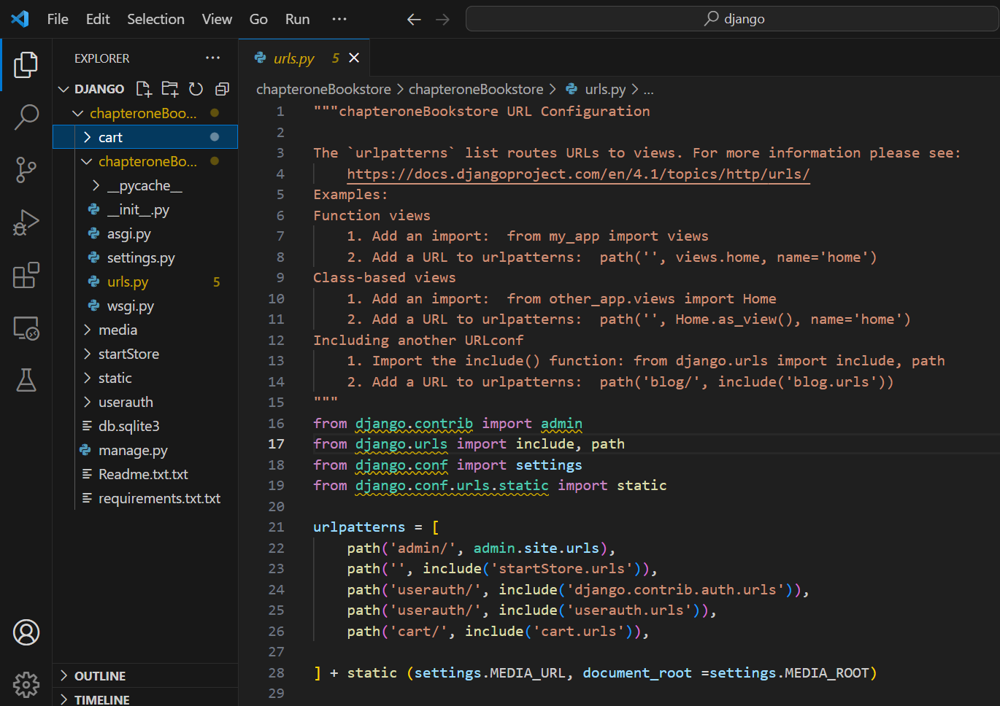 File Edit Selection View Go Run ··· ← → django
EXPLORER ···
DJANGO
chapteroneBoo...
cart
chapteroneBo...
__pycache__
__init__.py
asgi.py
settings.py
urls.py 5
wsgi.py
media
startStore
static
userauth
db.sqlite3
manage.py
Readme.txt.txt
requirements.txt.txt
OUTLINE
TIMELINE
urls.py 5
chapteroneBookstore > chapteroneBookstore > urls.py > ...
1 """chapteroneBookstore URL Configuration
2
3 The `urlpatterns` list routes URLs to views. For more information please see:
4     https://docs.djangoproject.com/en/4.1/topics/http/urls/
5 Examples:
6 Function views
7     1. Add an import:  from my_app import views
8     2. Add a URL to urlpatterns:  path('', views.home, name='home')
9 Class-based views
10     1. Add an import:  from other_app.views import Home
11     2. Add a URL to urlpatterns:  path('', Home.as_view(), name='home')
12 Including another URLconf
13     1. Import the include() function: from django.urls import include, path
14     2. Add a URL to urlpatterns:  path('blog/', include('blog.urls'))
15 """
16 from django.contrib import admin
17 from django.urls import include, path
18 from django.conf import settings
19 from django.conf.urls.static import static
20
21 urlpatterns = [
22     path('admin/', admin.site.urls),
23     path('', include('startStore.urls')),
24     path('userauth/', include('django.contrib.auth.urls')),
25     path('userauth/', include('userauth.urls')),
26     path('cart/', include('cart.urls')),
27
28 ] + static (settings.MEDIA_URL, document_root =settings.MEDIA_ROOT)
29